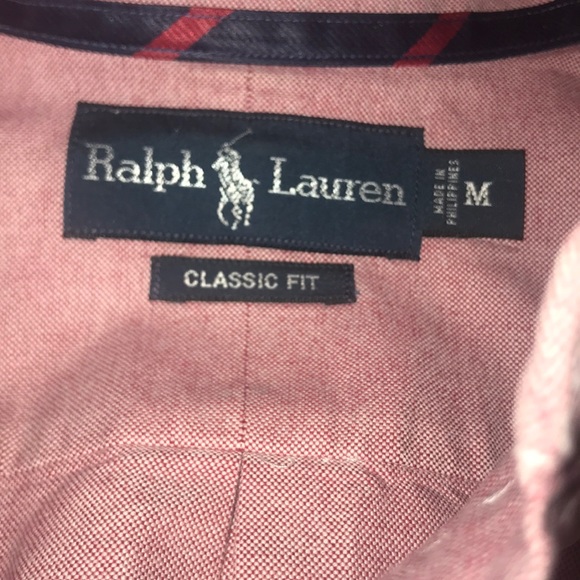 Ralph Lauren
MADE IN
PHILIPPINES
M
CLASSIC FIT